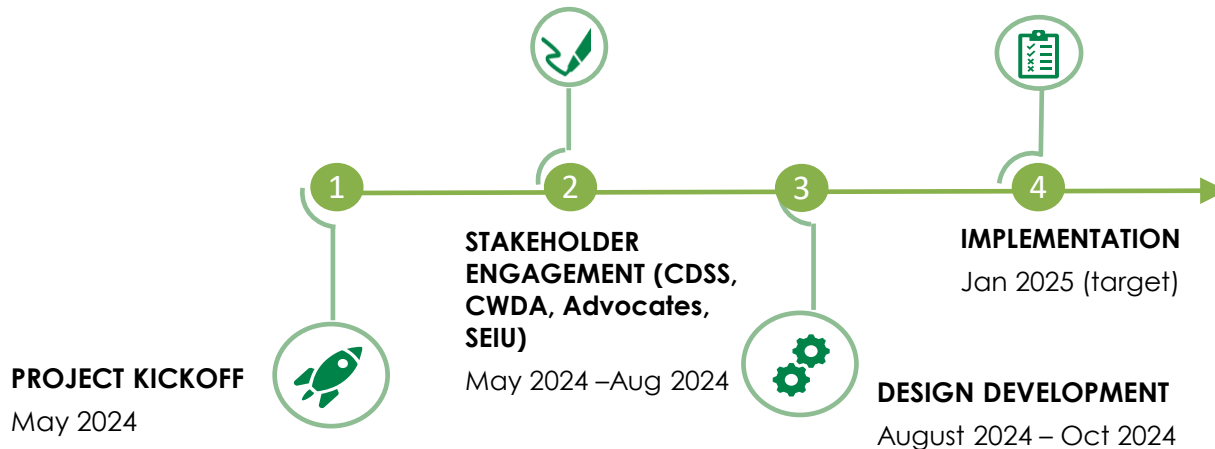 1
2
3
4
PROJECT KICKOFF
May 2024
STAKEHOLDER
ENGAGEMENT (CDSS,
CWDA, Advocates,
SEIU)
May 2024 –Aug 2024
DESIGN DEVELOPMENT
August 2024 – Oct 2024
IMPLEMENTATION
Jan 2025 (target)